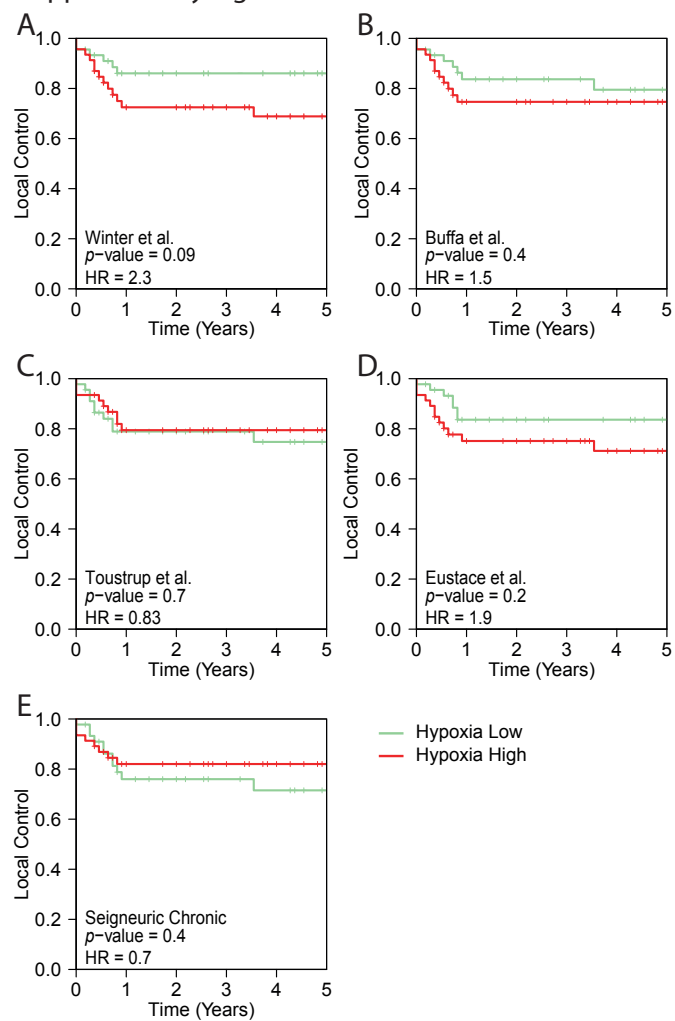 A
1.0
0.8
0.6
0.4
0.2
0.0
Local Control
Winter et al.
p−value = 0.09
HR = 2.3
0 1 2 3 4 5
Time (Years)
B
1.0
0.8
0.6
0.4
0.2
0.0
Local Control
Buffa et al.
p−value = 0.4
HR = 1.5
0 1 2 3 4 5
Time (Years)
C
1.0
0.8
0.6
0.4
0.2
0.0
Local Control
Toustrup et al.
p−value = 0.7
HR = 0.83
0 1 2 3 4 5
Time (Years)
D
1.0
0.8
0.6
0.4
0.2
0.0
Local Control
Eustace et al.
p−value = 0.2
HR = 1.9
0 1 2 3 4 5
Time (Years)
E
1.0
0.8
0.6
0.4
0.2
0.0
Local Control
Seigneuric Chronic
p−value = 0.4
HR = 0.7
0 1 2 3 4 5
Time (Years)
Hypoxia Low
Hypoxia High